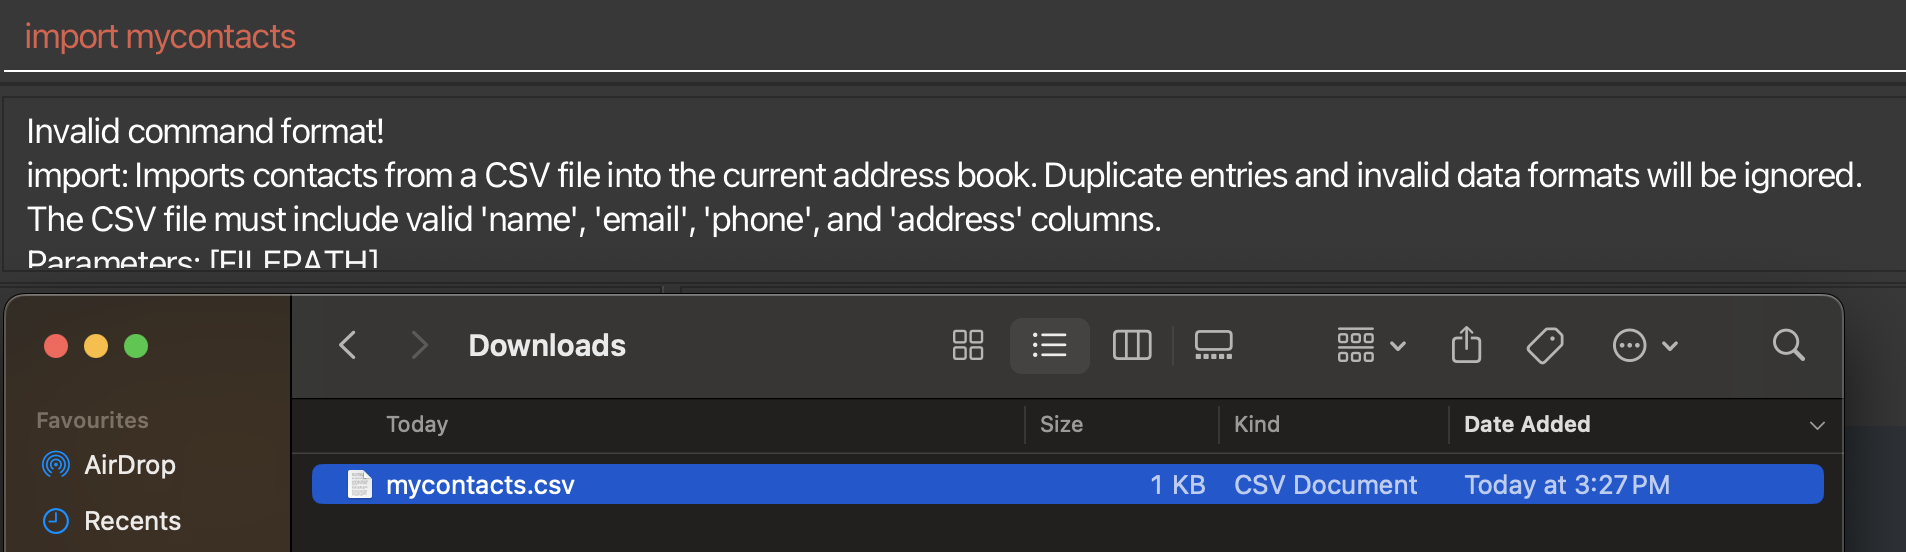 import mycontacts
Invalid command format!
import: Imports contacts from a CSV file into the current address book. Duplicate entries and invalid data formats will be ignored.
The CSV file must include valid 'name', 'email', 'phone', and 'address' columns.
Parameters: [FILEPATH]
Downloads
Favourites
AirDrop
Recents
Today Size Kind Date Added
mycontacts.csv 1 KB CSV Document Today at 3:27 PM